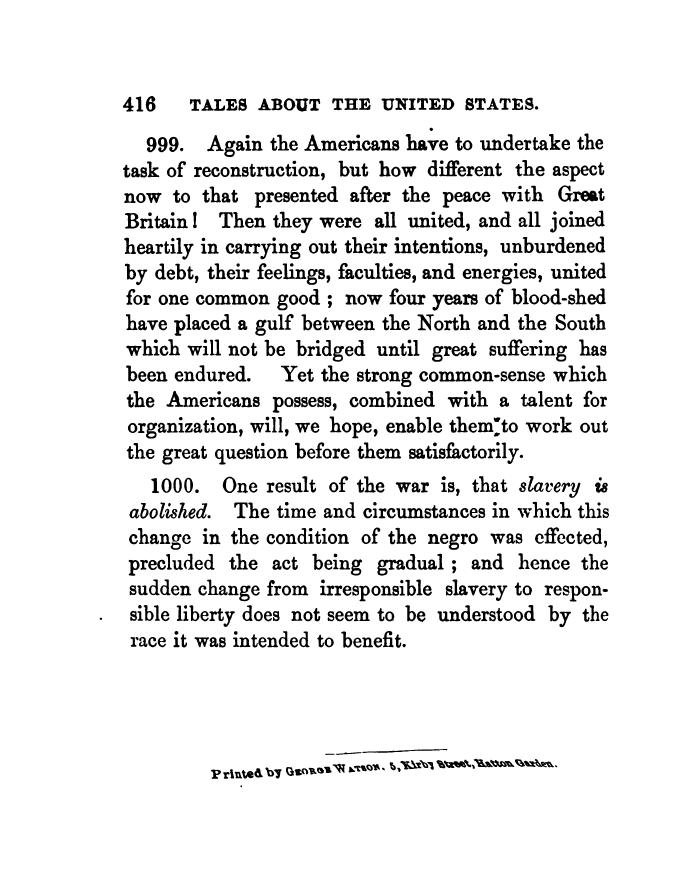 416 TALES ABOUT THE UNITED STATES.
999. Again the Americans have to undertake the
task of reconstruction, but how different the aspect
now to that presented after the peace with Great
Britain! Then they were all united, and all joined
heartily in carrying out their intentions, unburdened
by debt, their feelings, faculties, and energies, united
for one common good ; now four years of blood-shed
have placed a gulf between the North and the South
which will not be bridged until great suffering has
been endured. Yet the strong common-sense which
the Americans possess, combined with a talent for
organization, will, we hope, enable them to work out
the great question before them satisfactorily.
1000. One result of the war is, that slavery is
abolished. The time and circumstances in which this
change in the condition of the negro was effected,
precluded the act being gradual ; and hence the
sudden change from irresponsible slavery to respon-
sible liberty does not seem to be understood by the
race it was intended to benefit.
Printed by GEORGE WATSON. 5, Kirby Street, Hatton Garden.